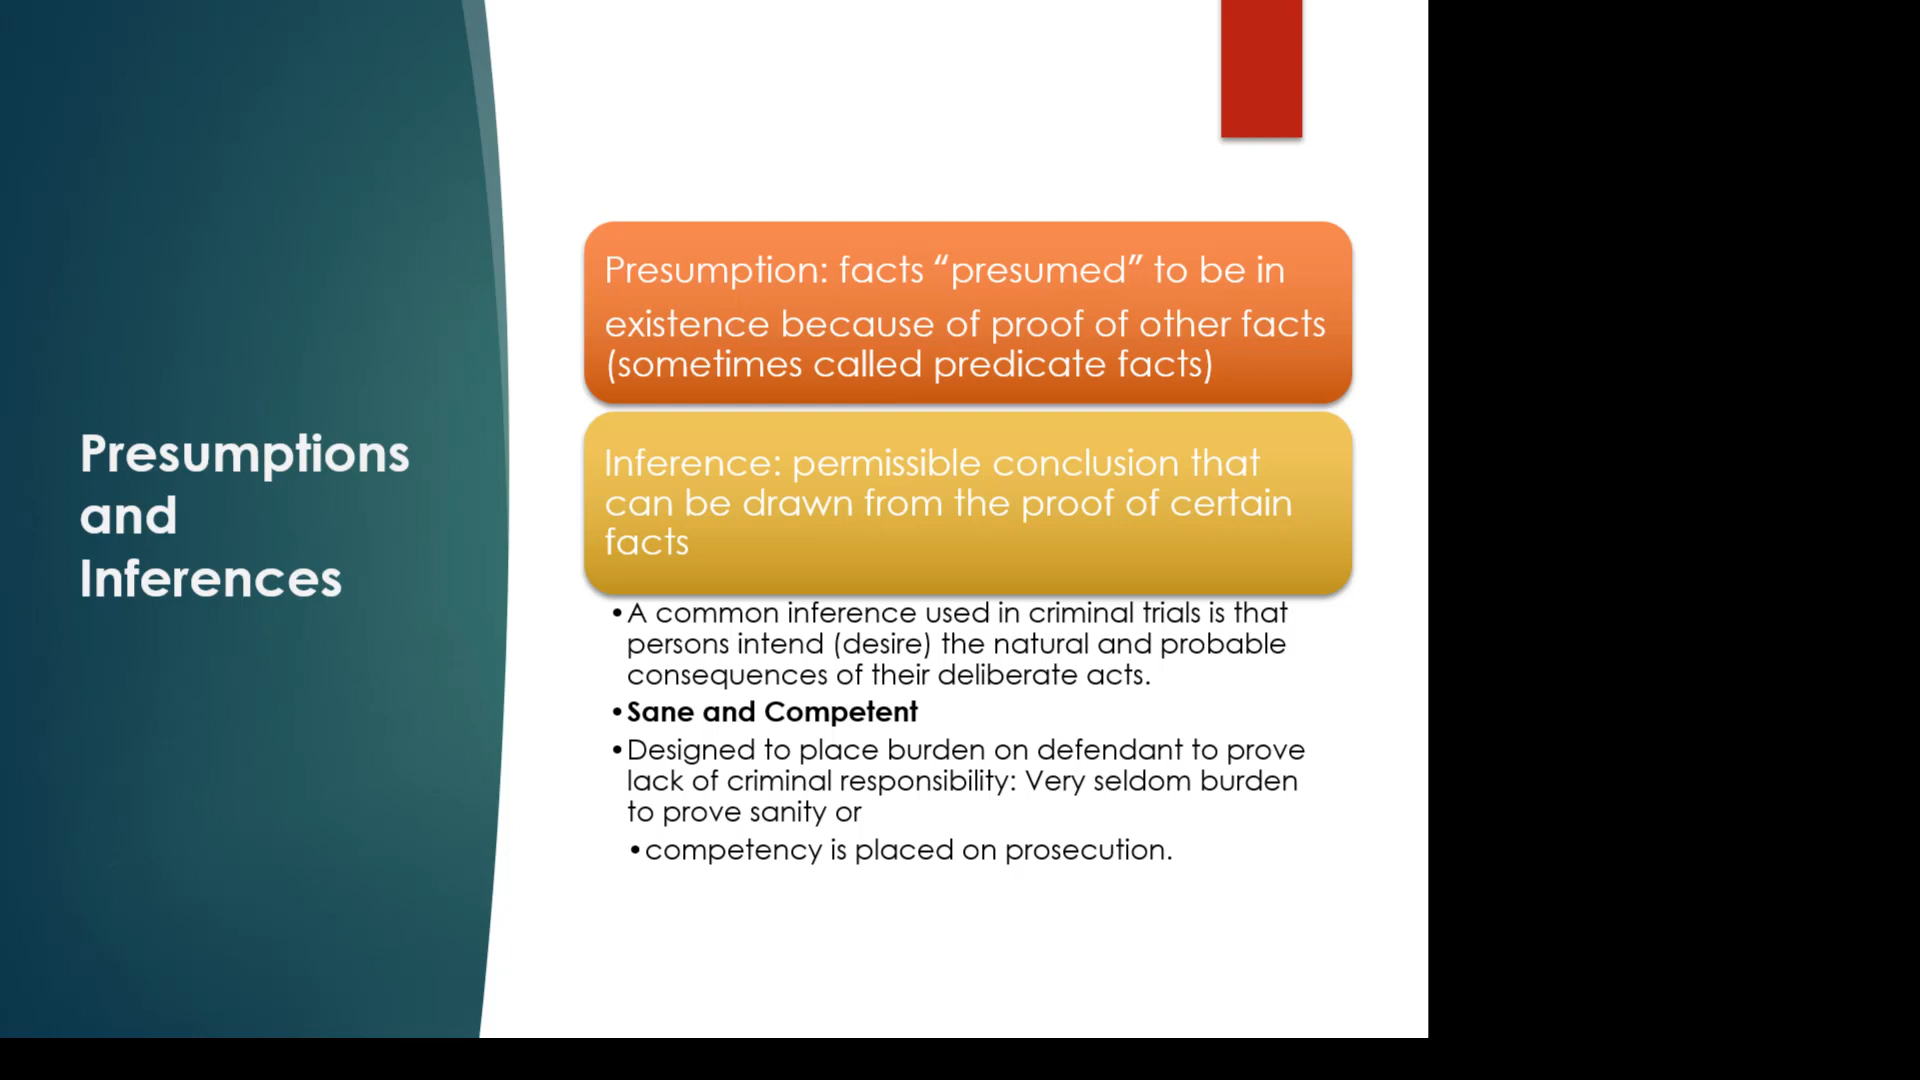 Presumptions
and
Inferences
Presumption: facts “presumed” to be in
existence because of proof of other facts
(sometimes called predicate facts)
Inference: permissible conclusion that
can be drawn from the proof of certain
facts
•A common inference used in criminal trials is that
persons intend (desire) the natural and probable
consequences of their deliberate acts.
•Sane and Competent
•Designed to place burden on defendant to prove
lack of criminal responsibility: Very seldom burden
to prove sanity or
•competency is placed on prosecution.